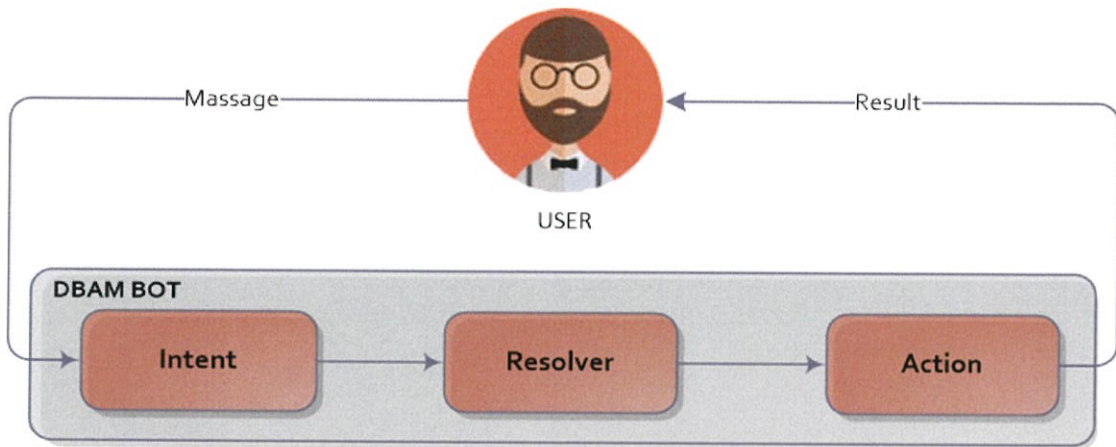 Massage
Result
USER
DBAM BOT
Intent
Resolver
Action